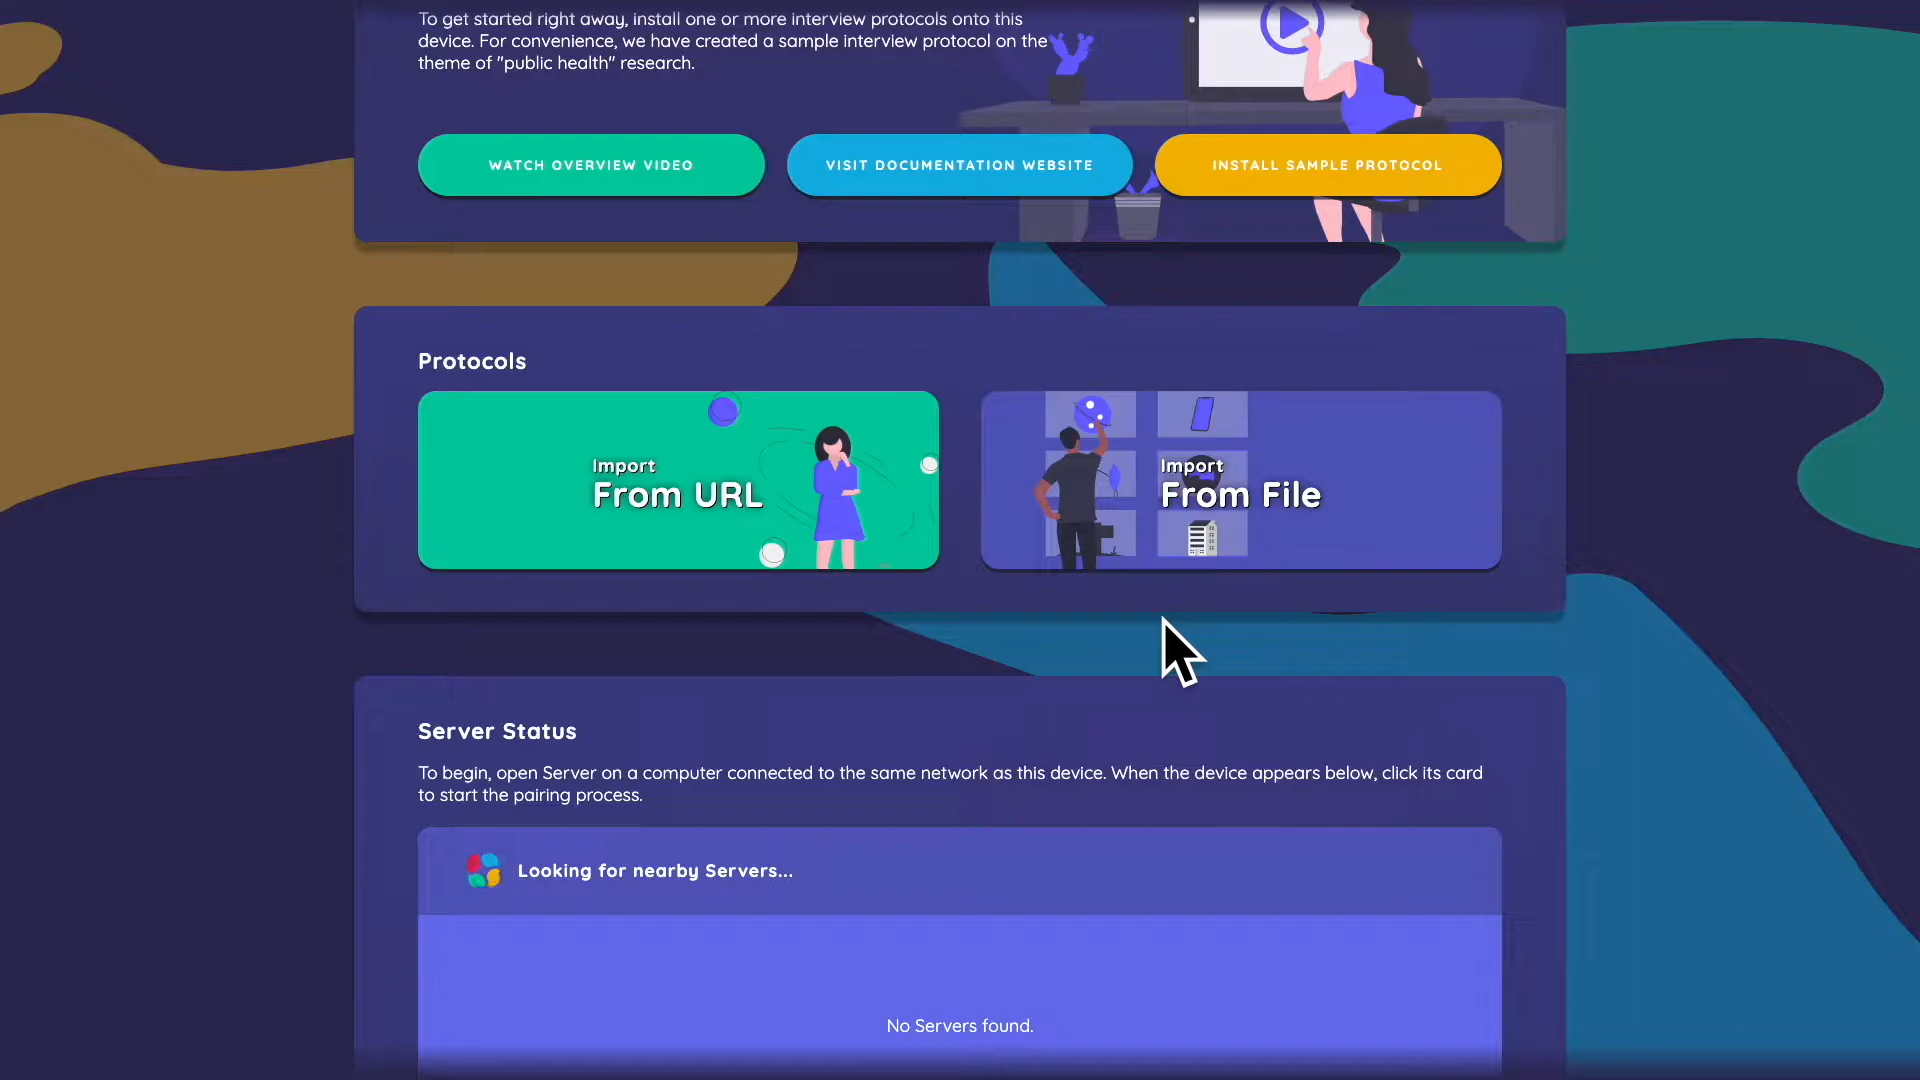 To get started right away, install one or more interview protocols onto this
device. For convenience, we have created a sample interview protocol on the
theme of "public health" research.
WATCH OVERVIEW VIDEO
VISIT DOCUMENTATION WEBSITE
INSTALL SAMPLE PROTOCOL
Protocols
Import
From URL
Import
From File
Server Status
To begin, open Server on a computer connected to the same network as this device. When the device appears below, click its card
to start the pairing process.
Looking for nearby Servers...
No Servers found.